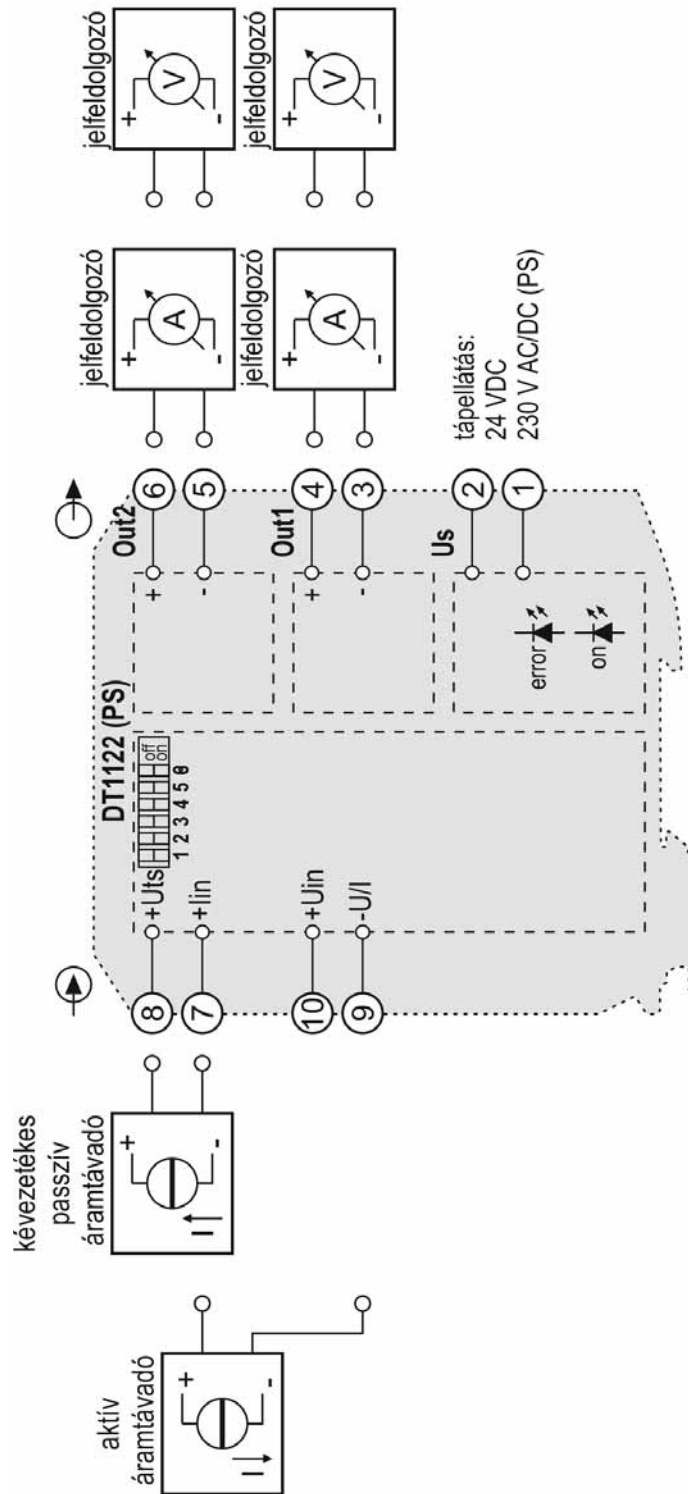 kévezetékes
passzív
áramtávadó
+
-
I
aktív
áramtávadó
+
-
I
DT1122 (PS)
8
+Uts
7
+Iin
10
+Uin
9
-U/I
off
on
1 2 3 4 5 6
Out2
+
6
-
5
Out1
+
4
-
3
Us
2
1
error
on
jelfeldolgozó
+
A
-
jelfeldolgozó
+
V
-
jelfeldolgozó
+
A
-
jelfeldolgozó
+
V
-
tápellátás:
24 VDC
230 V AC/DC (PS)